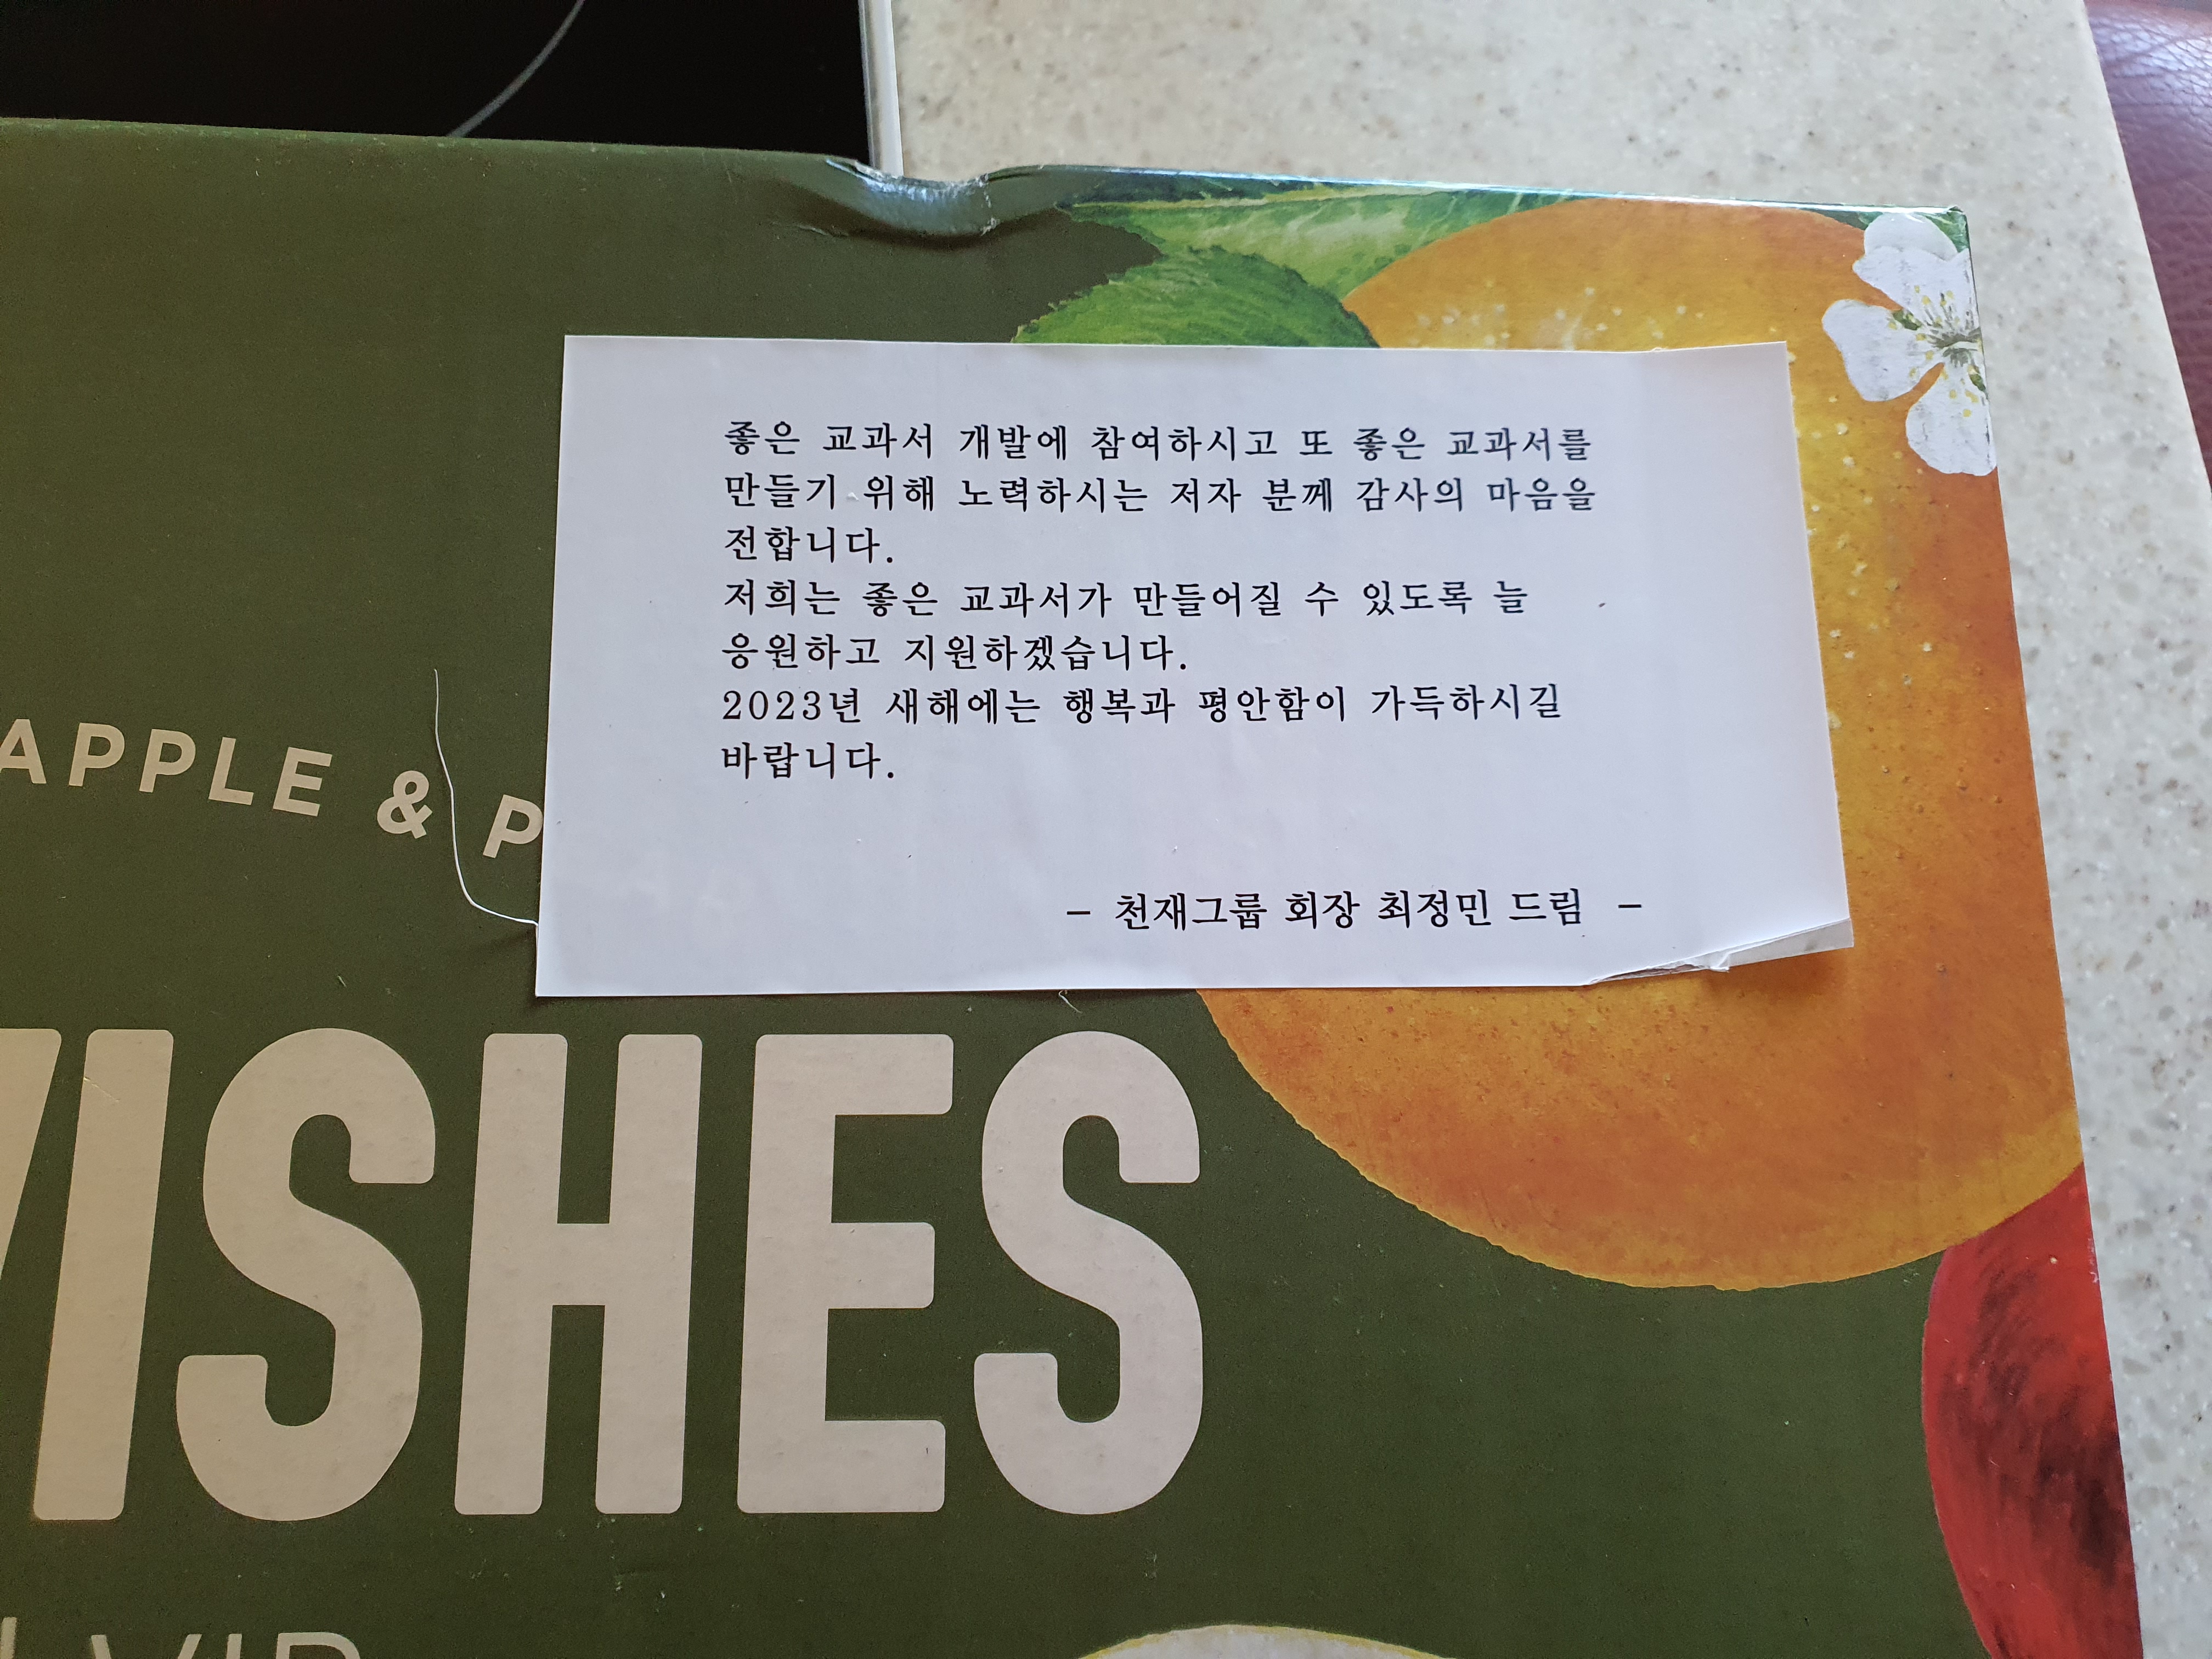 좋은 교과서 개발에 참여하시고 또 좋은 교과서를
만들기 위해 노력하시는 저자 분께 감사의 마음을
전합니다.
저희는 좋은 교과서가 만들어질 수 있도록 늘
응원하고 지원하겠습니다.
2023년 새해에는 행복과 평안함이 가득하시길
바랍니다.
- 천재그룹 회장 최정민 드림 -
APPLE & P
WISHES
VIP